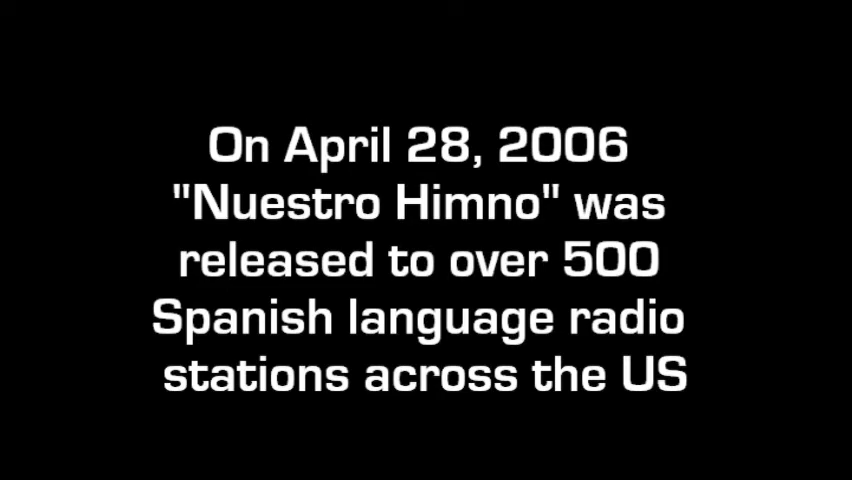 On April 28, 2006
"Nuestro Himno" was
released to over 500
Spanish language radio
stations across the US